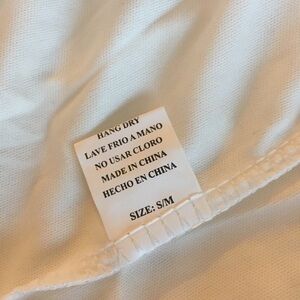 HANG DRY
LAVE FRIO A MANO
NO USAR CLORO
MADE IN CHINA
HECHO EN CHINA
SIZE: S/M